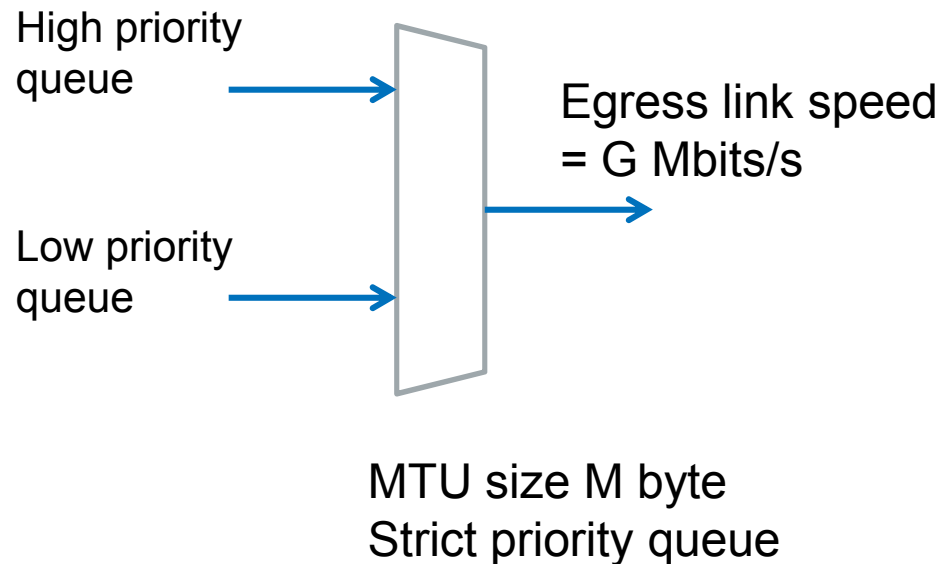 High priority
queue
Egress link speed
= G Mbits/s
Low priority
queue
MTU size M byte
Strict priority queue